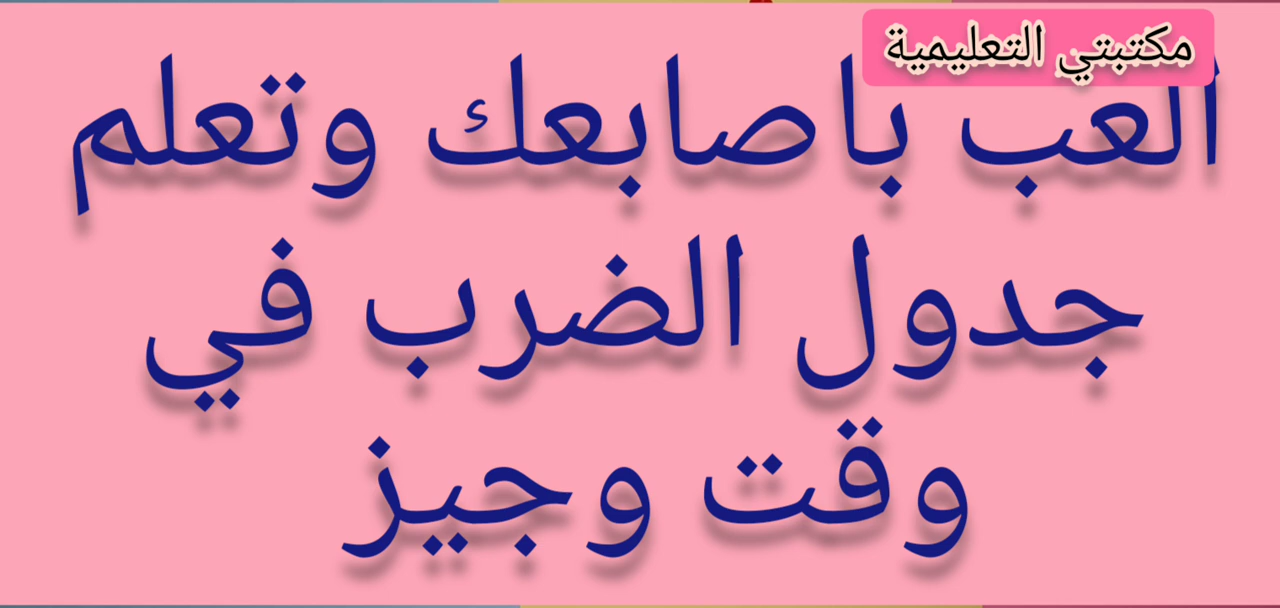 مكتبتي التعليمية
العب باصابعك وتعلم
جدول الضرب في
وقت وجيز